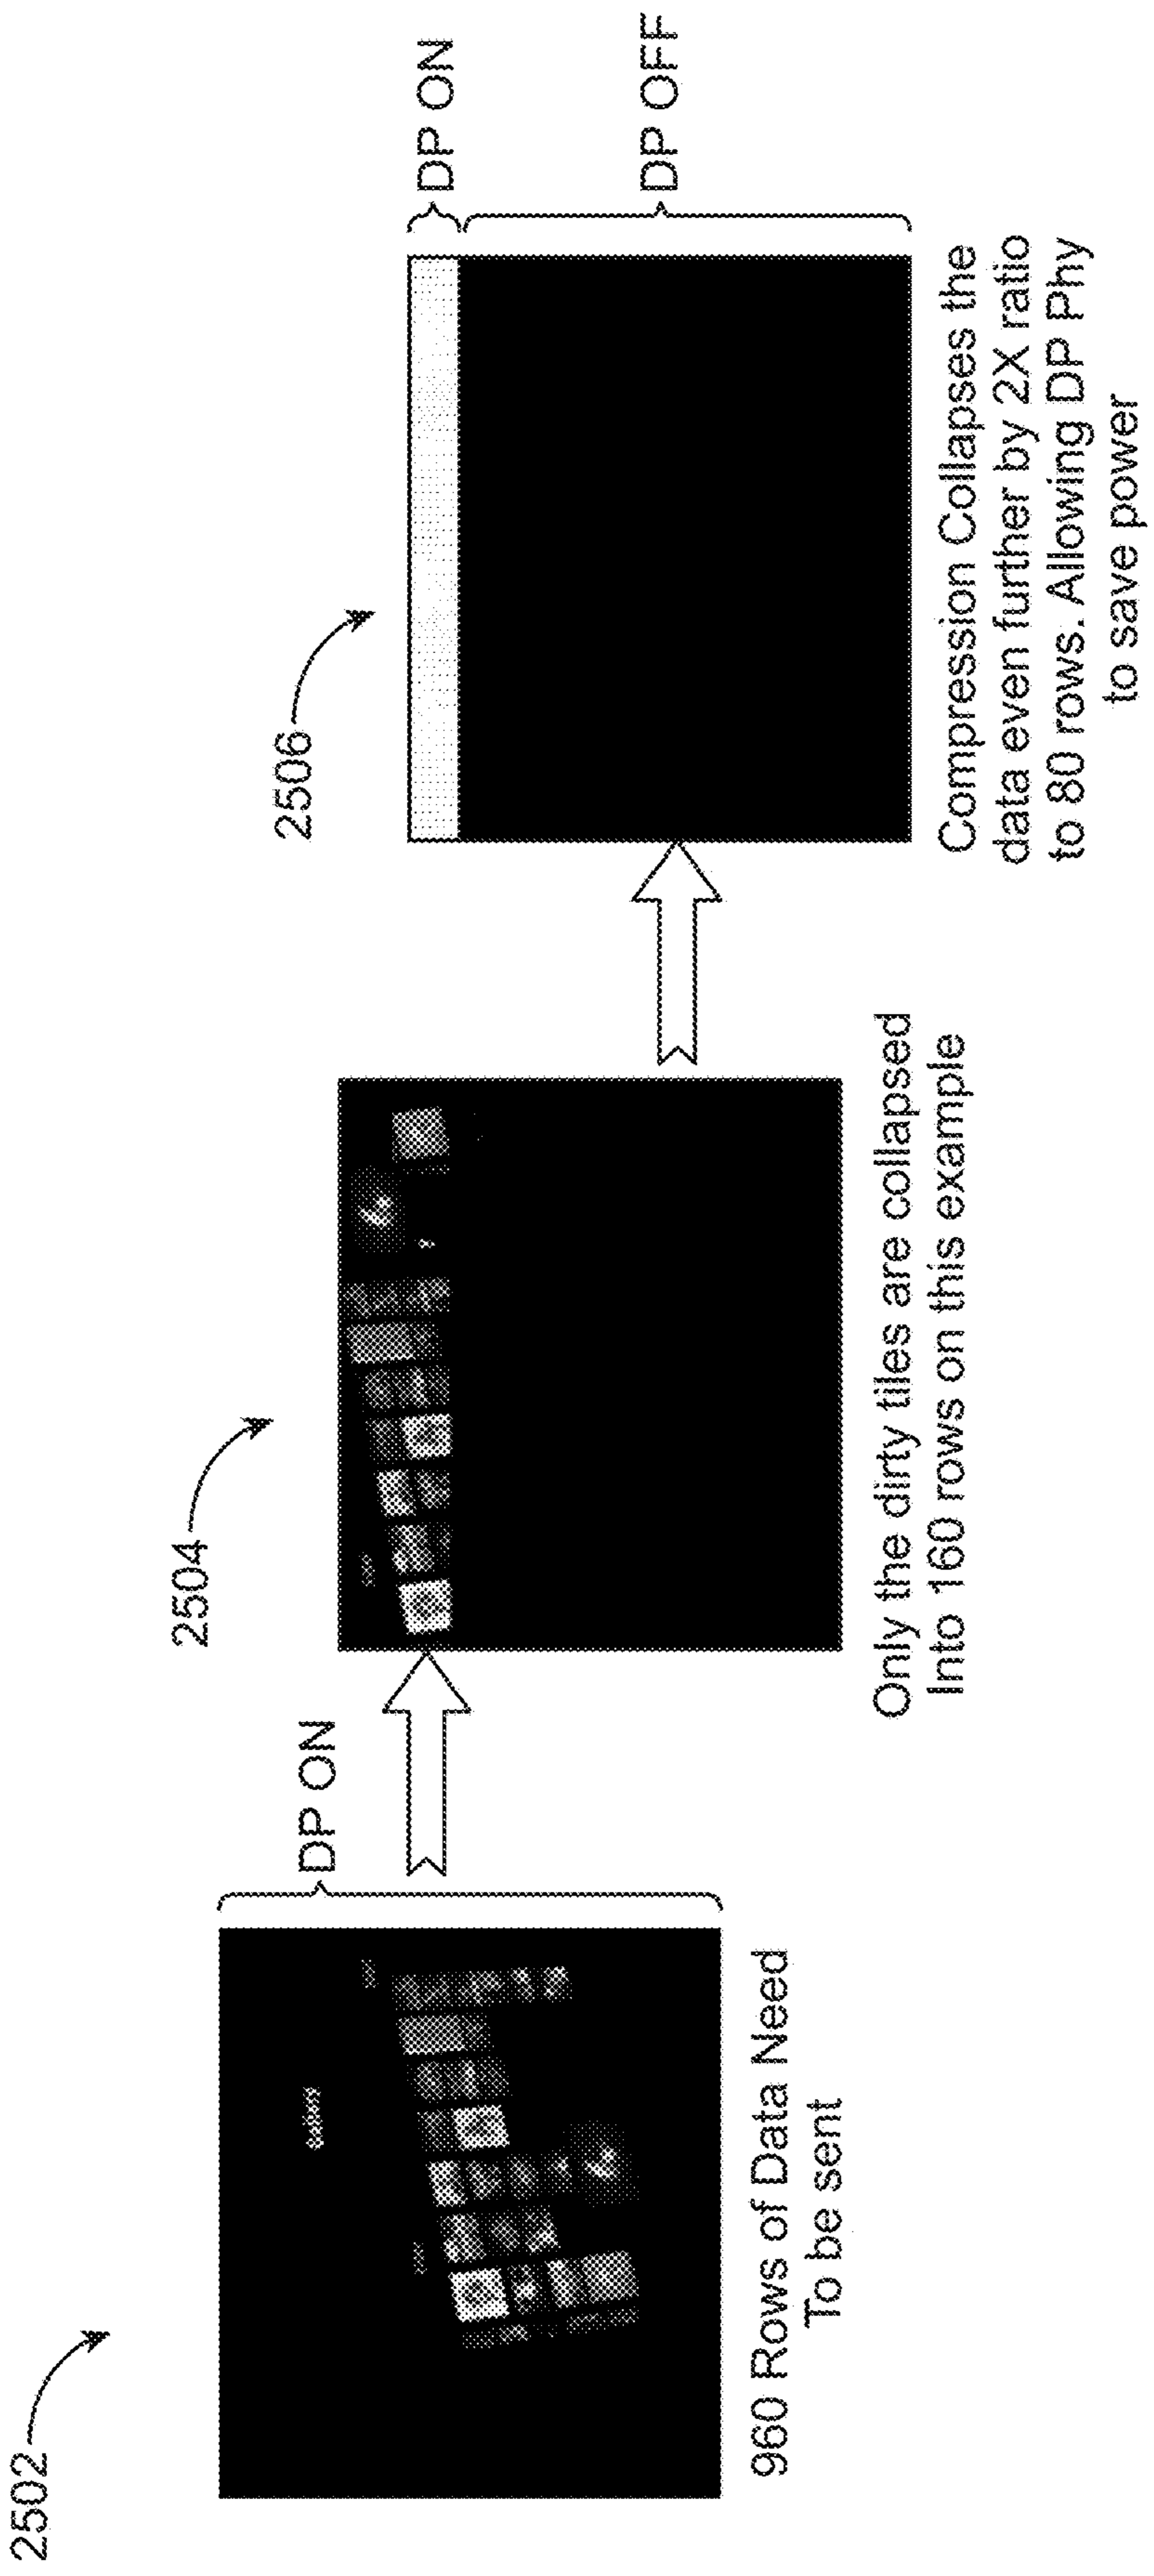 2502
Gallery
DP ON
960 Rows of Data Need
To be sent
2504
Only the dirty tiles are collapsed
Into 160 rows on this example
2506
DP ON
DP OFF
Compression Collapses the
data even further by 2X ratio
to 80 rows. Allowing DP Phy
to save power